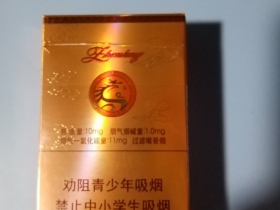 焦油量:10mg 烟气烟碱量:1.0mg
烟气一氧化碳量:11mg 过滤嘴卷烟
劝阻青少年吸烟
禁止中小学生吸烟